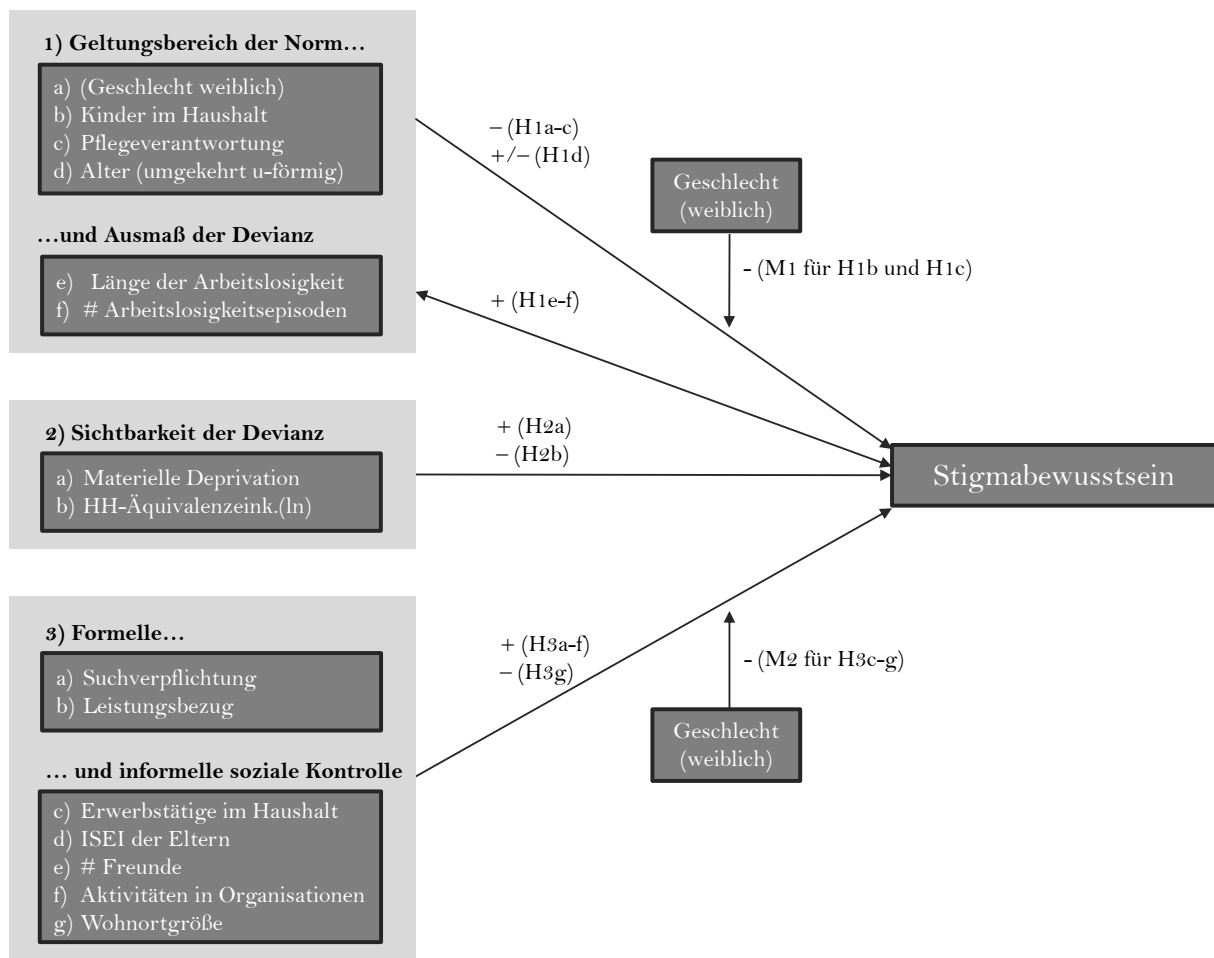 1) Geltungsbereich der Norm…
a) (Geschlecht weiblich)
b) Kinder im Haushalt
c) Pflegeverantwortung
d) Alter (umgekehrt u-förmig)
…und Ausmaß der Devianz
e) Länge der Arbeitslosigkeit
f) # Arbeitslosigkeitsepisoden
– (H1a-c)
+/– (H1d)
Geschlecht
(weiblich)
- (M1 für H1b und H1c)
+ (H1e-f)
2) Sichtbarkeit der Devianz
a) Materielle Deprivation
b) HH-Äquivalenzeink.(ln)
+ (H2a)
– (H2b)
Stigmabewusstsein
3) Formelle…
a) Suchverpflichtung
b) Leistungsbezug
… und informelle soziale Kontrolle
c) Erwerbstätige im Haushalt
d) ISEI der Eltern
e) # Freunde
f) Aktivitäten in Organisationen
g) Wohnortgröße
+ (H3a-f)
– (H3g)
- (M2 für H3c-g)
Geschlecht
(weiblich)